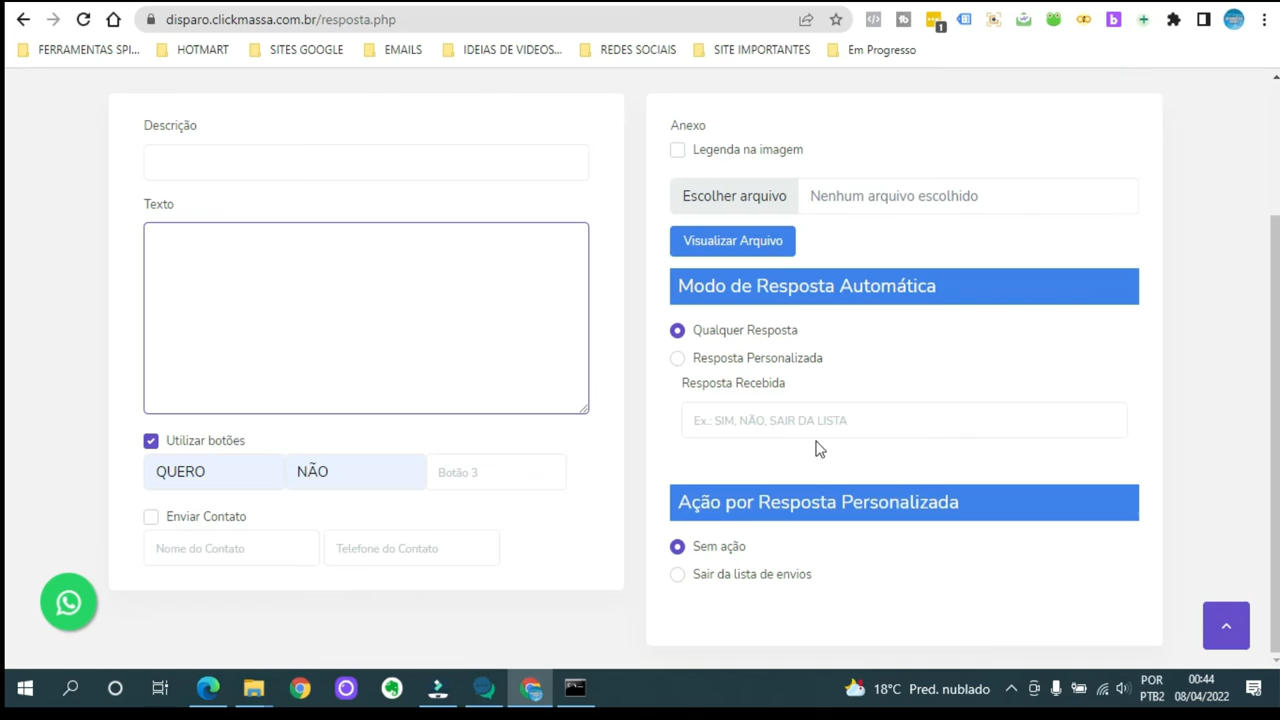 disparo.clickmassa.com.br/resposta.php
1
FERRAMENTAS SPI...
HOTMART
SITES GOOGLE
EMAILS
IDEIAS DE VIDEOS...
REDES SOCIAIS
SITE IMPORTANTES
Em Progresso
Descrição
Texto
Utilizar botões
QUERO
NÃO
Botão 3
Enviar Contato
Nome do Contato
Telefone do Contato
Anexo
Legenda na imagem
Escolher arquivo
Nenhum arquivo escolhido
Visualizar Arquivo
Modo de Resposta Automática
Qualquer Resposta
Resposta Personalizada
Resposta Recebida
Ex.: SIM, NÃO, SAIR DA LISTA
Ação por Resposta Personalizada
Sem ação
Sair da lista de envios
18°C Pred. nublado
POR
PTB2
00:44
08/04/2022